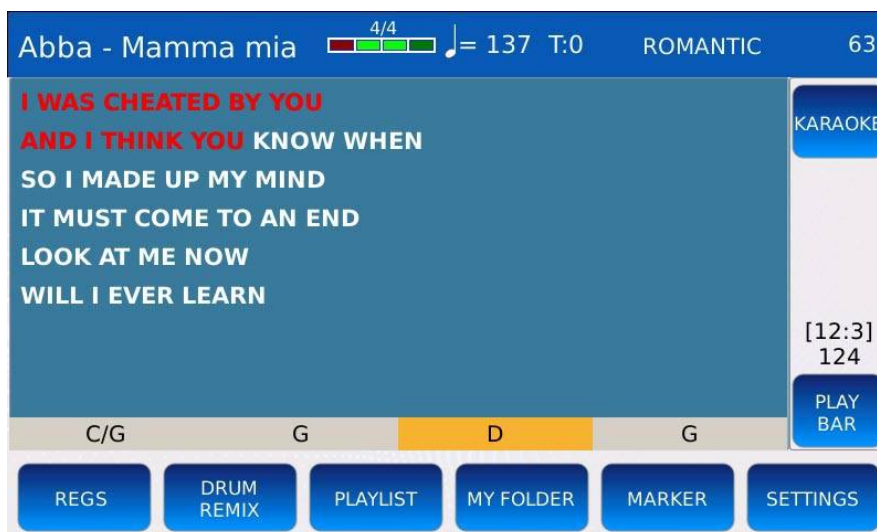 Abba - Mamma mia 4/4 ♩= 137 T:0 ROMANTIC 63
I WAS CHEATED BY YOU
AND I THINK YOU KNOW WHEN
SO I MADE UP MY MIND
IT MUST COME TO AN END
LOOK AT ME NOW
WILL I EVER LEARN
KARAOKE
[12:3]
124
PLAY
BAR
C/G G D G
REGS DRUM REMIX PLAYLIST MY FOLDER MARKER SETTINGS